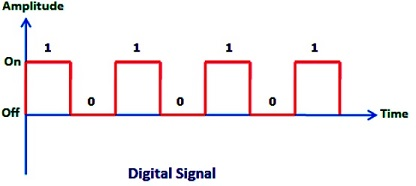 Amplitude
1 1 1 1
On
0 0 0
Off
Time
Digital Signal